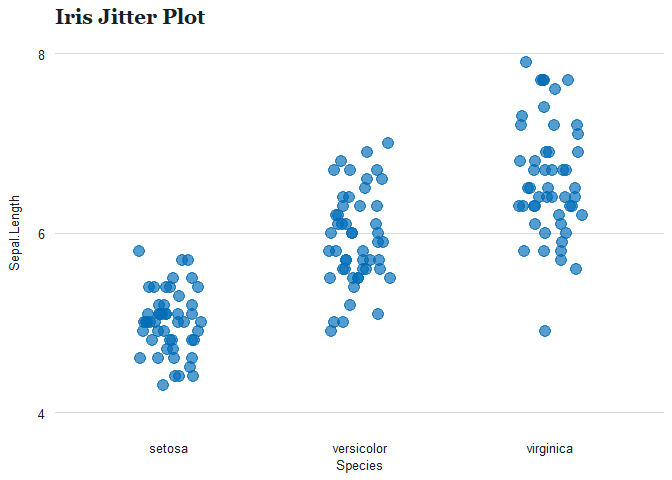 Iris Jitter Plot
8
6
4
Sepal.Length
setosa versicolor virginica
Species